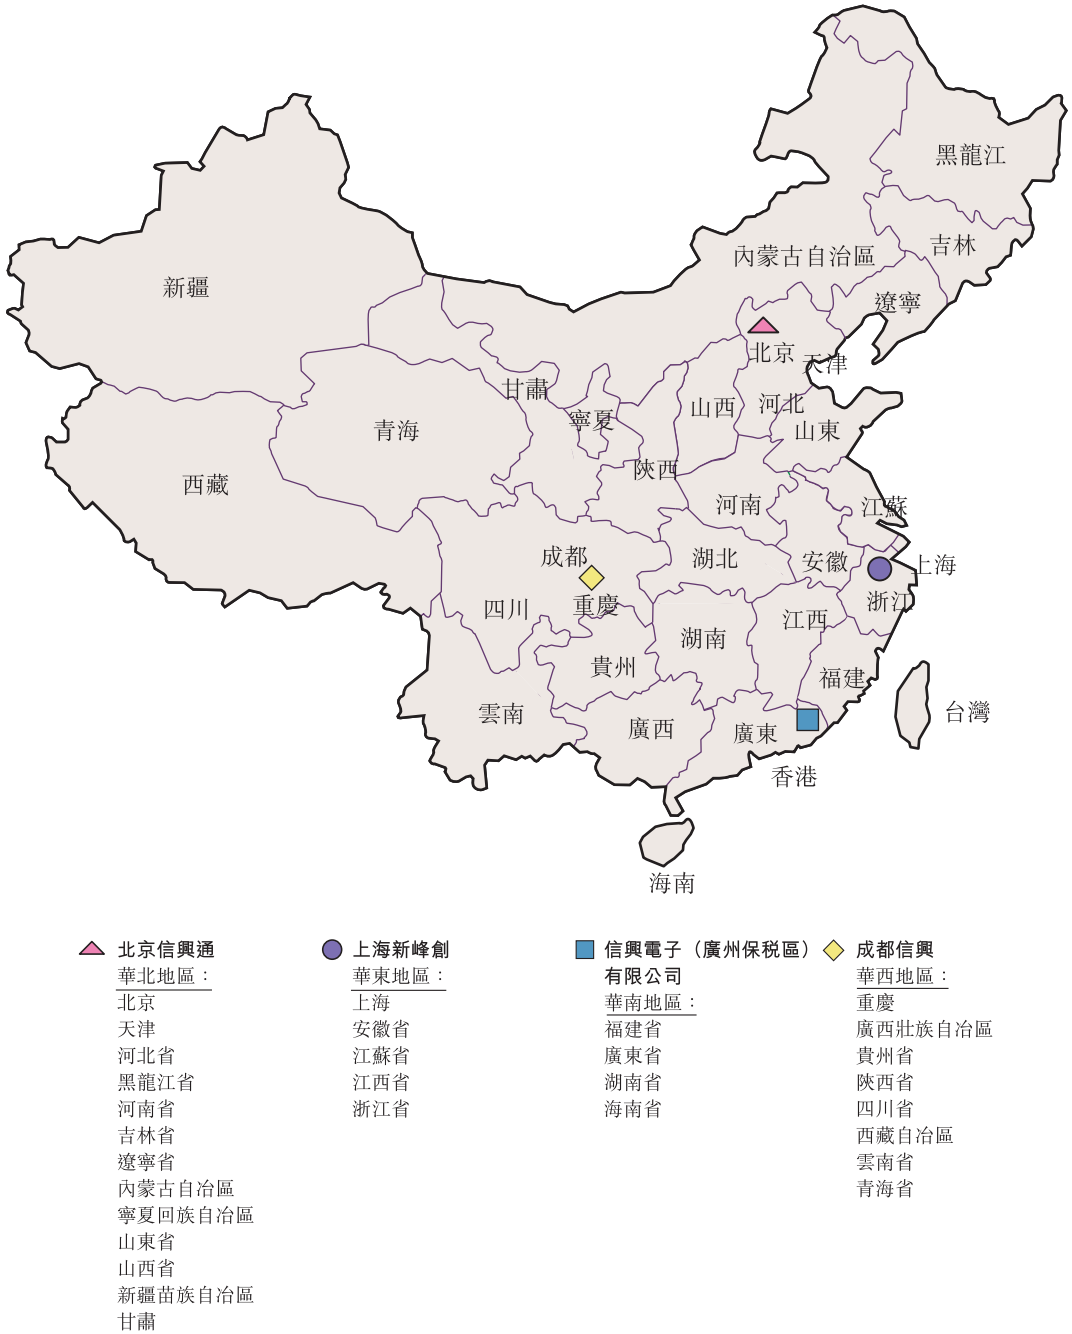 黑龍江
吉林
內蒙古自治區
遼寧
新疆
北京
天津
甘肅
河北
山西
寧夏
青海
山東
陝西
西藏
河南
江蘇
成都
湖北
安徽
上海
四川
重慶
浙江
江西
湖南
貴州
福建
雲南
台灣
廣西
廣東
香港
海南
北京信興通
華北地區：
北京
天津
河北省
黑龍江省
河南省
吉林省
遼寧省
內蒙古自冶區
寧夏回族自冶區
山東省
山西省
新疆苗族自冶區
甘肅
上海新峰創
華東地區：
上海
安徽省
江蘇省
江西省
浙江省
信興電子（廣州保税區）
有限公司
華南地區：
福建省
廣東省
湖南省
海南省
成都信興
華西地區：
重慶
廣西壯族自冶區
貴州省
陝西省
四川省
西藏自冶區
雲南省
青海省